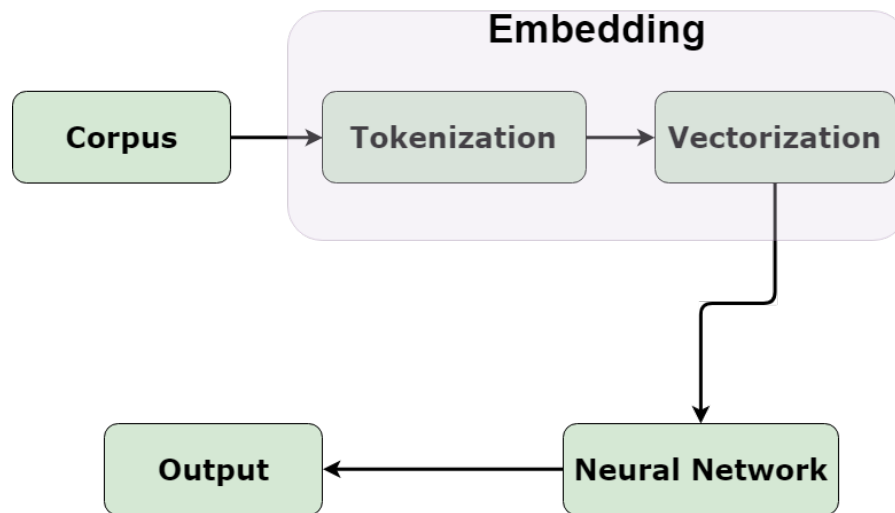 Embedding
Corpus
Tokenization
Vectorization
Neural Network
Output